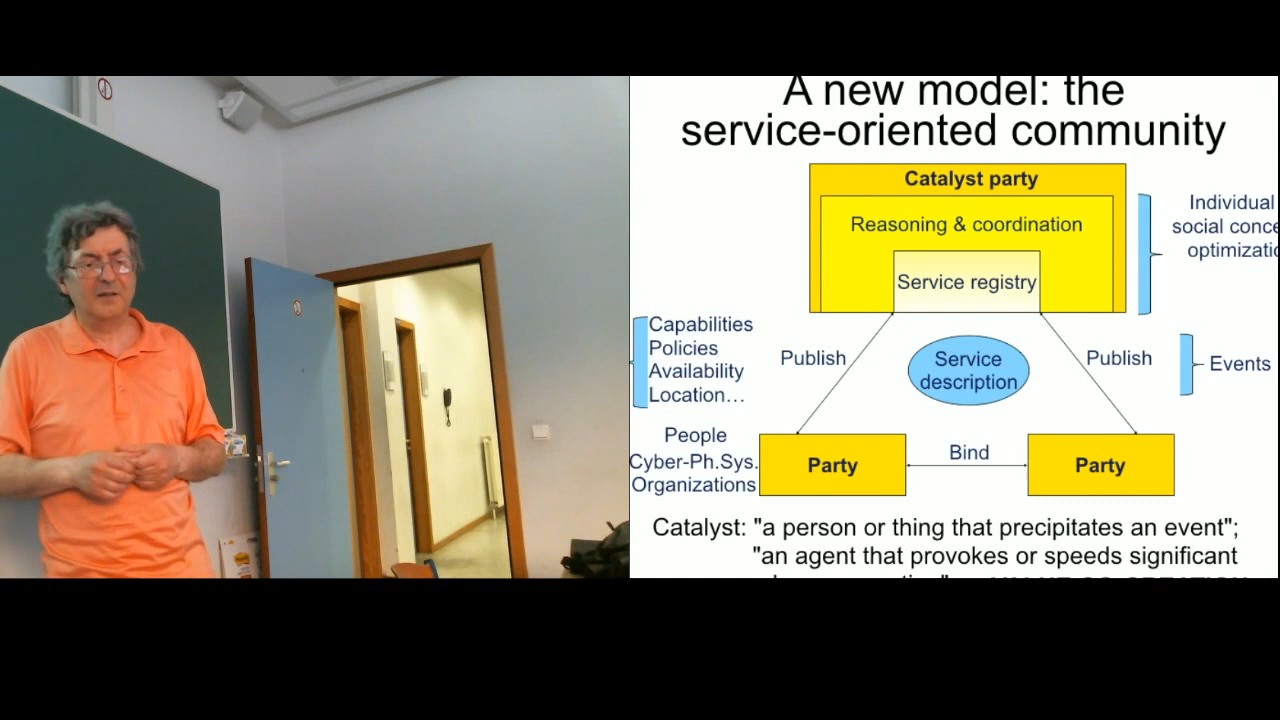 A new model: the
service-oriented community
Catalyst party
Reasoning & coordination
Service registry
Individual
social conce
optimizatio
Capabilities
Policies
Availability
Location…
Publish
Service
description
Publish
Events
People
Cyber-Ph.Sys.
Organizations
Party
Bind
Party
Catalyst: "a person or thing that precipitates an event";
"an agent that provokes or speeds significant